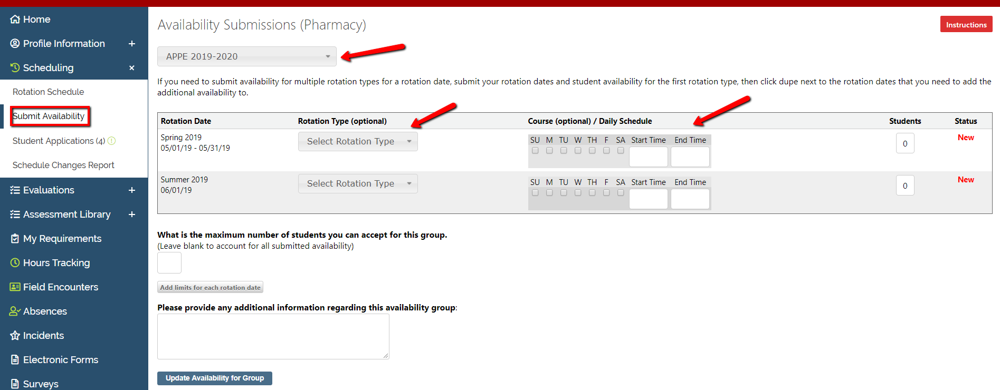 Home
Profile Information +
Scheduling ×
Rotation Schedule
Submit Availability
Student Applications (4)
Schedule Changes Report
Evaluations +
Assessment Library +
My Requirements
Hours Tracking
Field Encounters
Absences
Incidents
Electronic Forms
Surveys
Availability Submissions (Pharmacy)
Instructions
APPE 2019-2020
If you need to submit availability for multiple rotation types for a rotation date, submit your rotation dates and student availability for the first rotation type, then click dupe next to the rotation dates that you need to add the
additional availability to.
Rotation Date Rotation Type (optional) Course (optional) / Daily Schedule Students Status
Spring 2019
05/01/19 - 05/31/19
Select Rotation Type
SU M TU W TH F SA Start Time End Time
0
New
Summer 2019
06/01/19
Select Rotation Type
SU M TU W TH F SA Start Time End Time
0
New
What is the maximum number of students you can accept for this group.
(Leave blank to account for all submitted availability)
Add limits for each rotation date
Please provide any additional information regarding this availability group:
Update Availability for Group